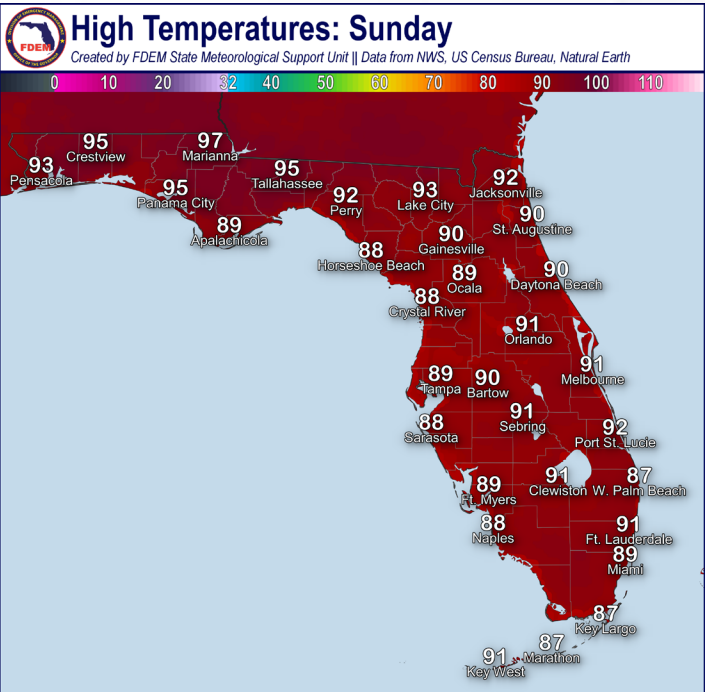 High Temperatures: Sunday
Created by FDEM State Meteorological Support Unit || Data from NWS, US Census Bureau, Natural Earth
FDEM
0 10 20 32 40 50 60 70 80 90 100 110
95
Crestview
97
Marianna
93
Pensacola
95
Tallahassee
95
Panama City
92
Perry
93
Lake City
92
Jacksonville
89
Apalachicola
90
St. Augustine
88
Horseshoe Beach
90
Gainesville
89
Ocala
90
Daytona Beach
88
Crystal River
91
Orlando
89
Tampa
90
Bartow
91
Melbourne
88
Sarasota
91
Sebring
92
Port St. Lucie
89
Ft. Myers
91
Clewiston
87
W. Palm Beach
88
Naples
91
Ft. Lauderdale
89
Miami
87
Key Largo
87
Marathon
91
Key West